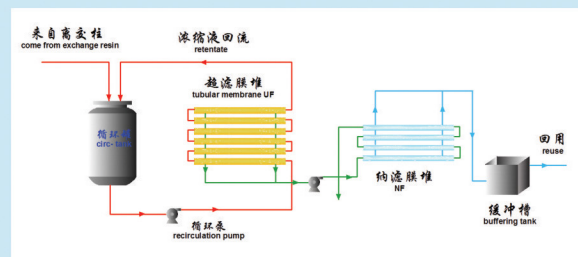 来自离交柱
come from exchange resin
浓缩液回流
retentate
超滤膜堆
tubular membrane UF
循环罐
circ- tank
循环泵
recirculation pump
纳滤膜堆
NF
回用
reuse
缓冲槽
buffering tank